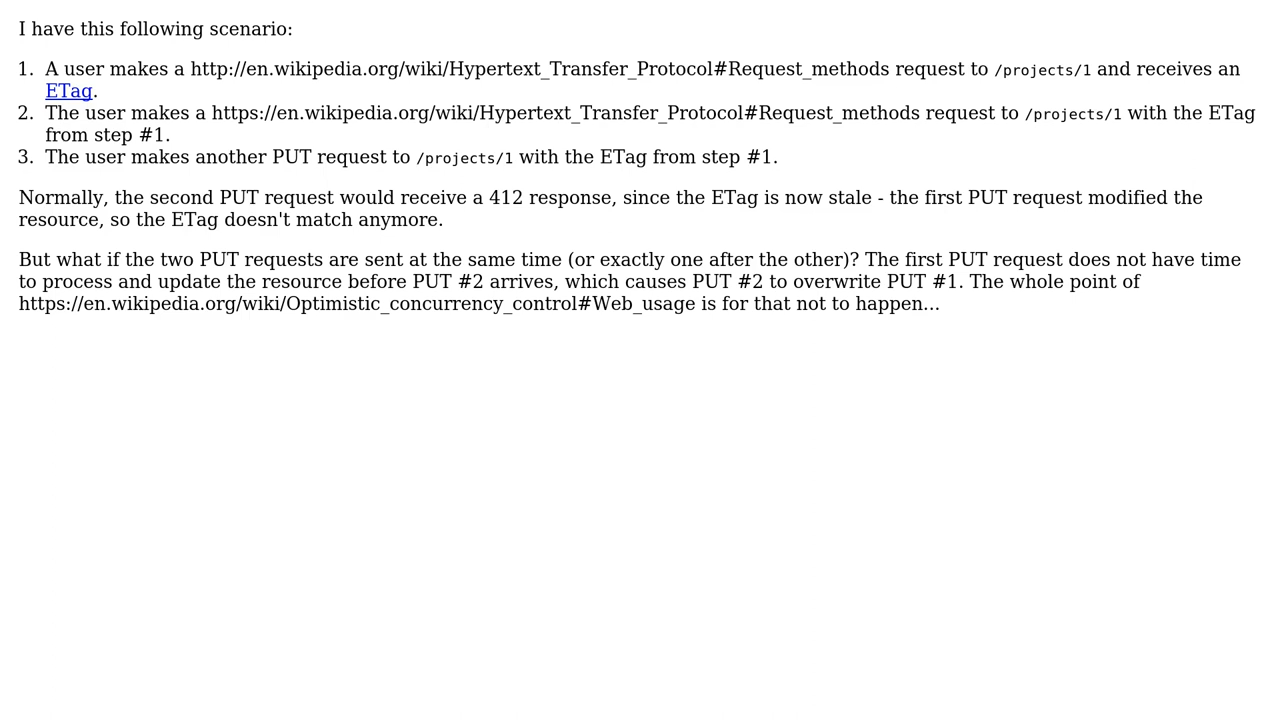 I have this following scenario:
1. A user makes a http://en.wikipedia.org/wiki/Hypertext_Transfer_Protocol#Request_methods request to /projects/1 and receives an
ETag.
2. The user makes a https://en.wikipedia.org/wiki/Hypertext_Transfer_Protocol#Request_methods request to /projects/1 with the ETag
from step #1.
3. The user makes another PUT request to /projects/1 with the ETag from step #1.
Normally, the second PUT request would receive a 412 response, since the ETag is now stale - the first PUT request modified the
resource, so the ETag doesn't match anymore.
But what if the two PUT requests are sent at the same time (or exactly one after the other)? The first PUT request does not have time
to process and update the resource before PUT #2 arrives, which causes PUT #2 to overwrite PUT #1. The whole point of
https://en.wikipedia.org/wiki/Optimistic_concurrency_control#Web_usage is for that not to happen...